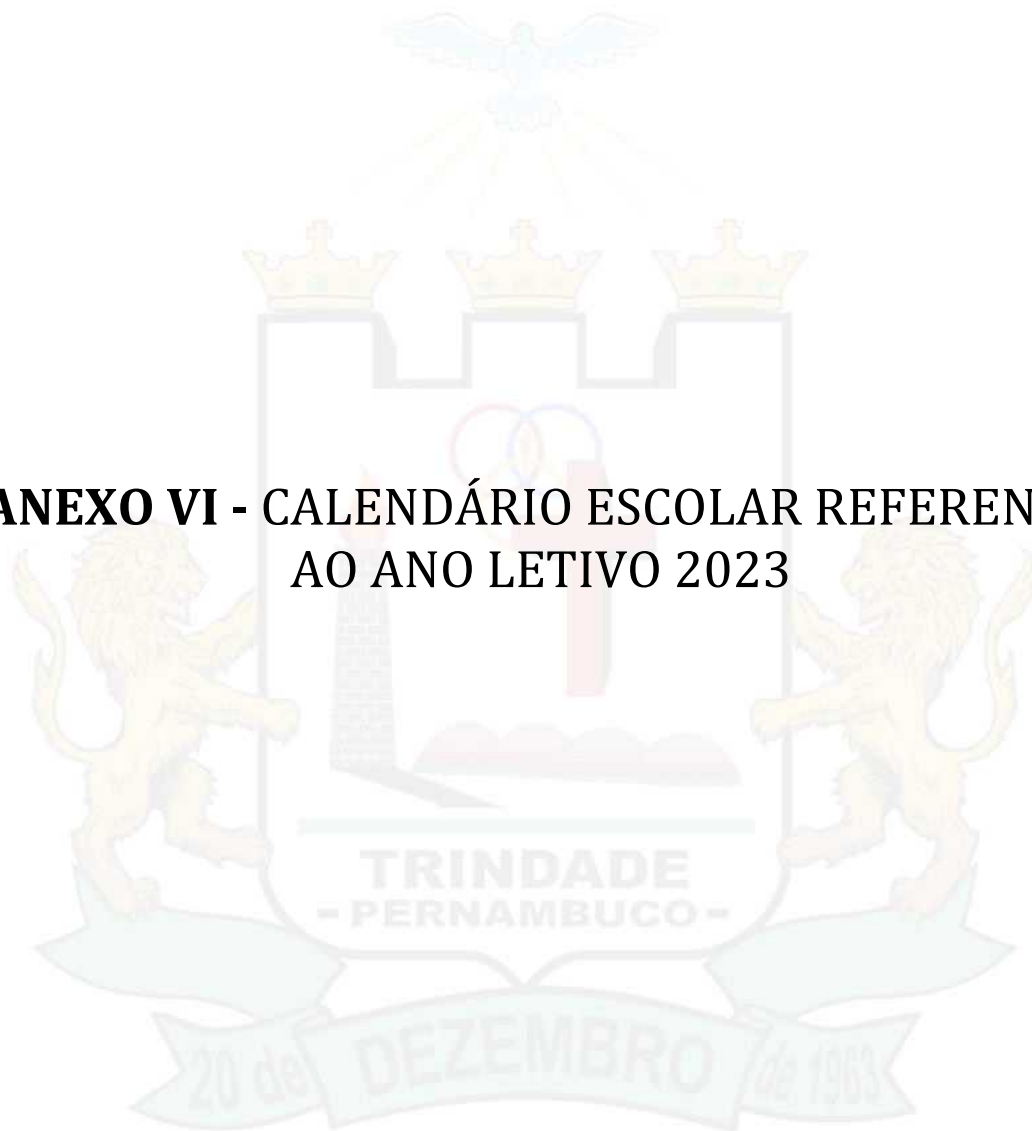 ANEXO VI - CALENDÁRIO ESCOLAR REFEREN
AO ANO LETIVO 2023
TRINDADE
- PERNAMBUCO -
20 de DEZEMBRO de 1963